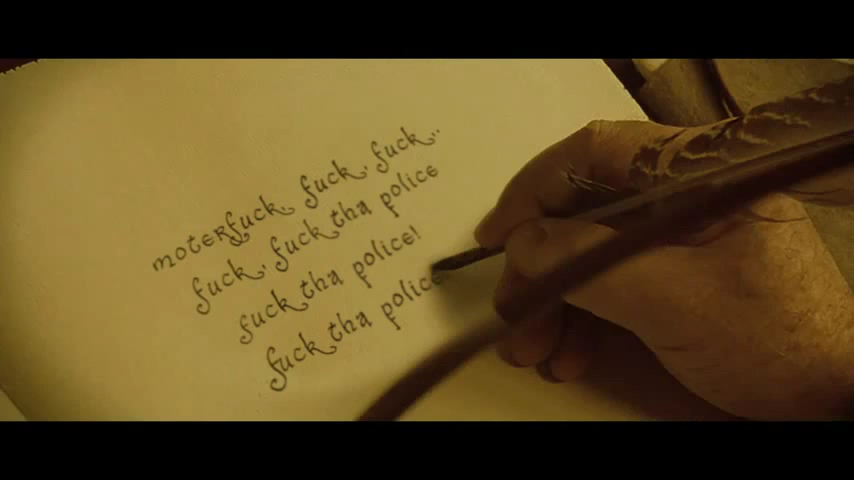 moterfuck, fuck, fuck...
fuck, fuck tha police
fuck tha police!
fuck tha police